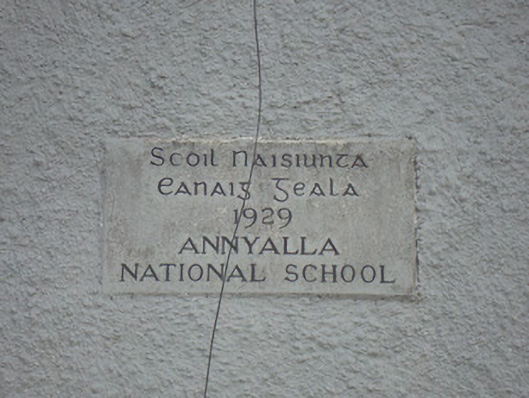 Scoil Naisiunta
Eanaig Geala
1929
ANNYALLA
NATIONAL SCHOOL